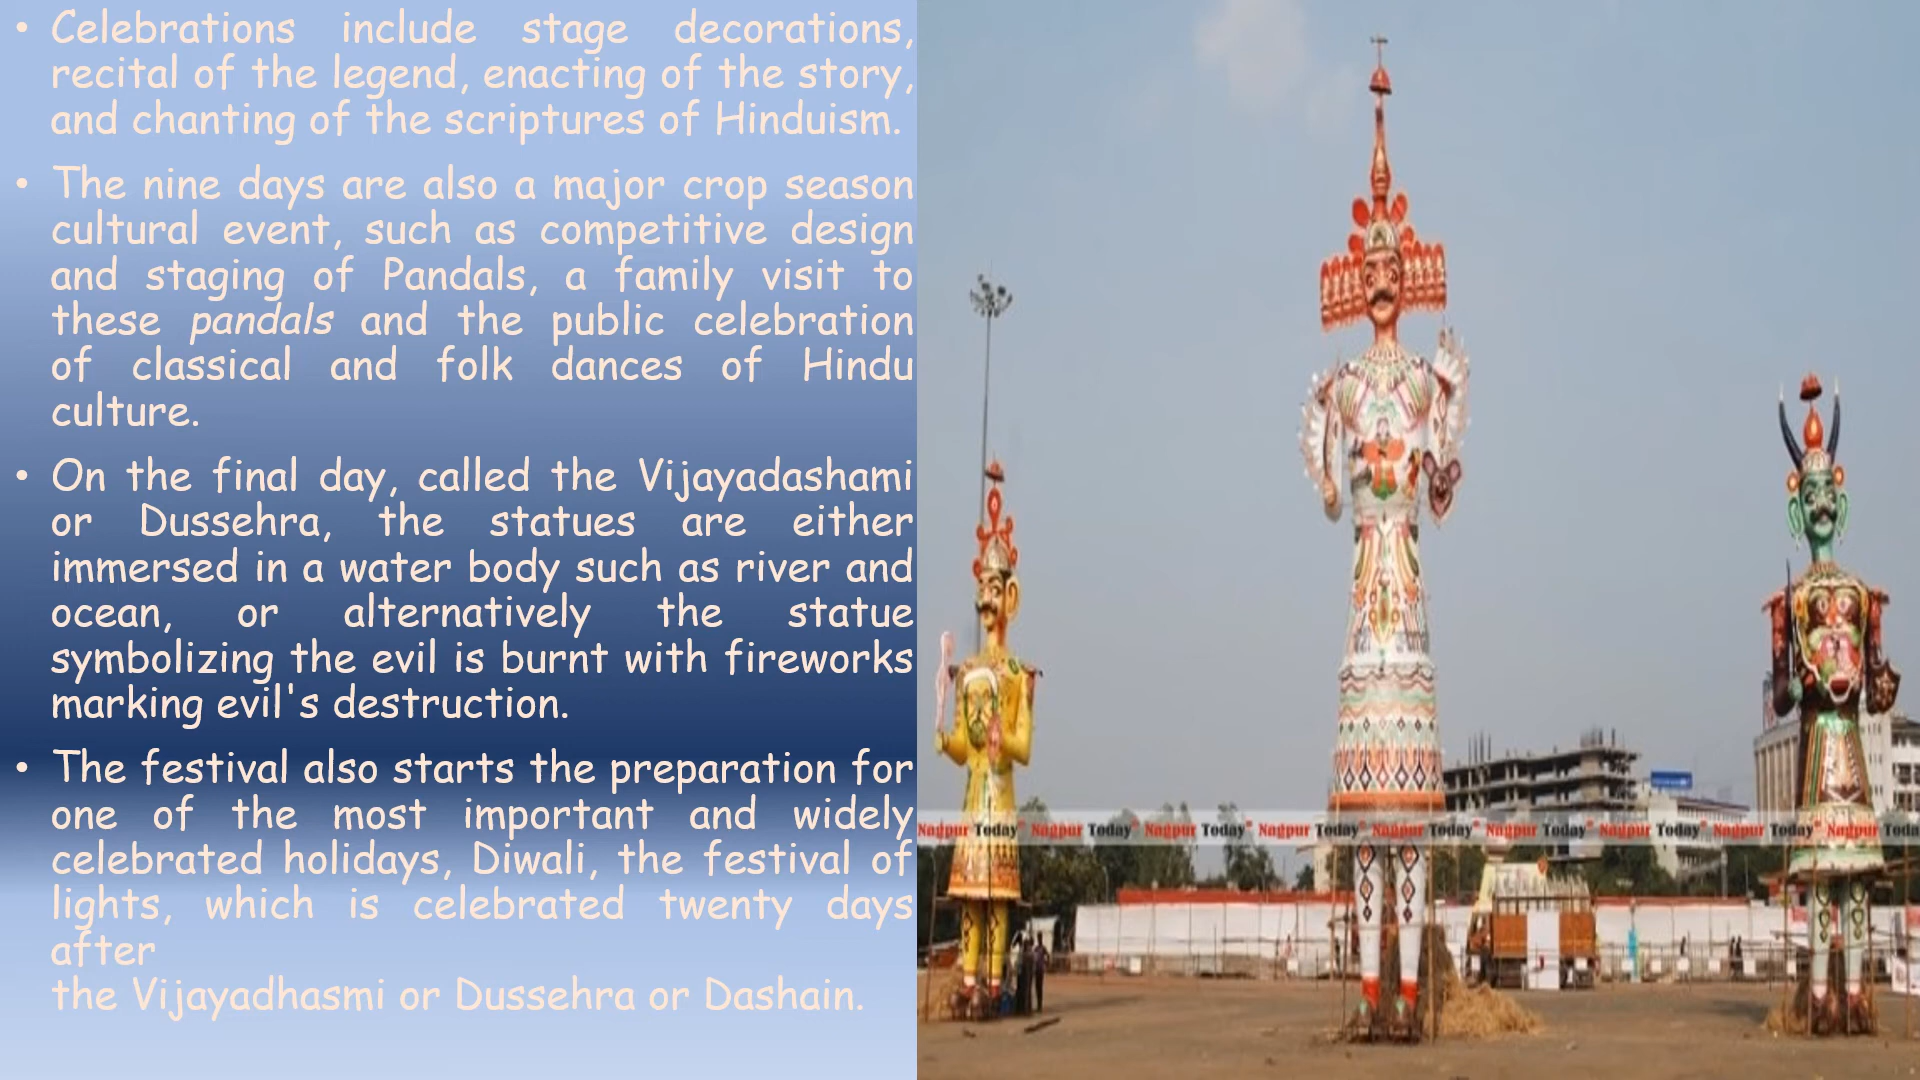 • Celebrations include stage decorations,
recital of the legend, enacting of the story,
and chanting of the scriptures of Hinduism.
• The nine days are also a major crop season
cultural event, such as competitive design
and staging of Pandals, a family visit to
these pandals and the public celebration
of classical and folk dances of Hindu
culture.
• On the final day, called the Vijayadashami
or Dussehra, the statues are either
immersed in a water body such as river and
ocean, or alternatively the statue
symbolizing the evil is burnt with fireworks
marking evil's destruction.
• The festival also starts the preparation for
one of the most important and widely
celebrated holidays, Diwali, the festival of
lights, which is celebrated twenty days
after
the Vijayadhasmi or Dussehra or Dashain.
Nagpur Today Nagpur Today Nagpur Today Nagpur Today Nagpur Today Nagpur Today Nagpur Today Nagpur Today Nagpur Toda